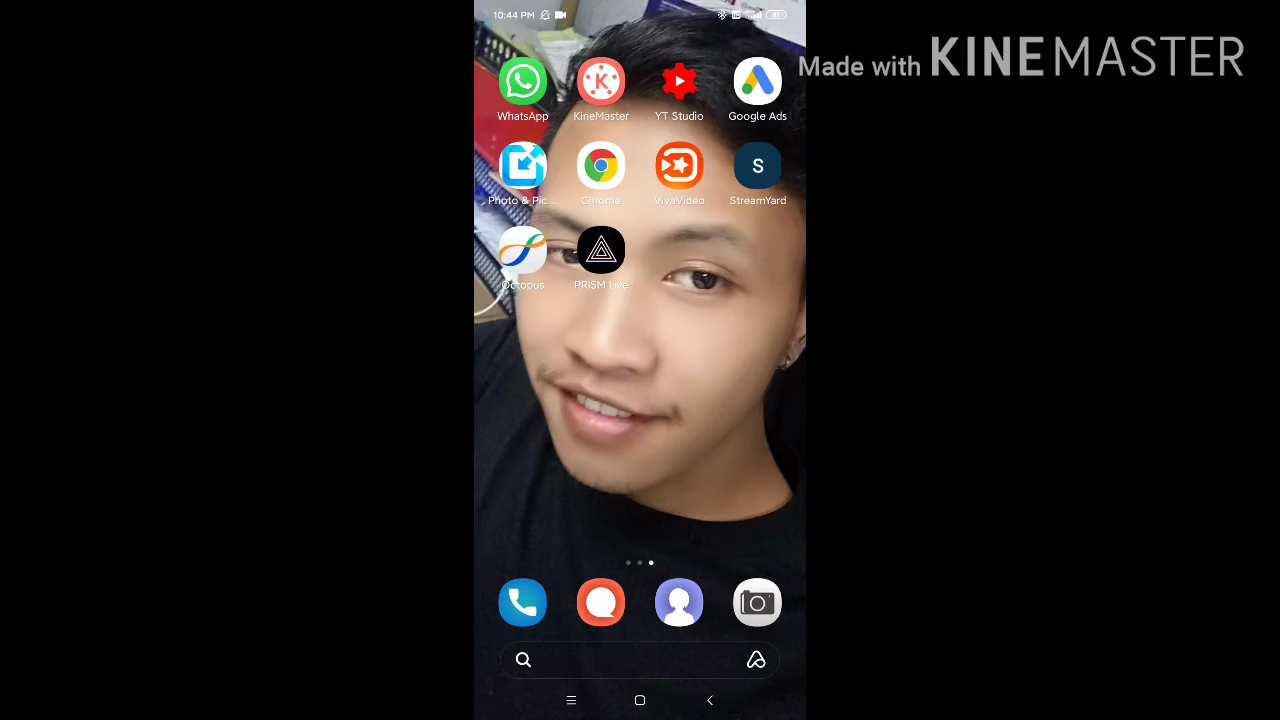 10:44 PM
81
Made with KINEMASTER
WhatsApp
KineMaster
YT Studio
Google Ads
Photo & Pic...
Chrome
VivaVideo
StreamYard
S
Octopus
PRISM Live